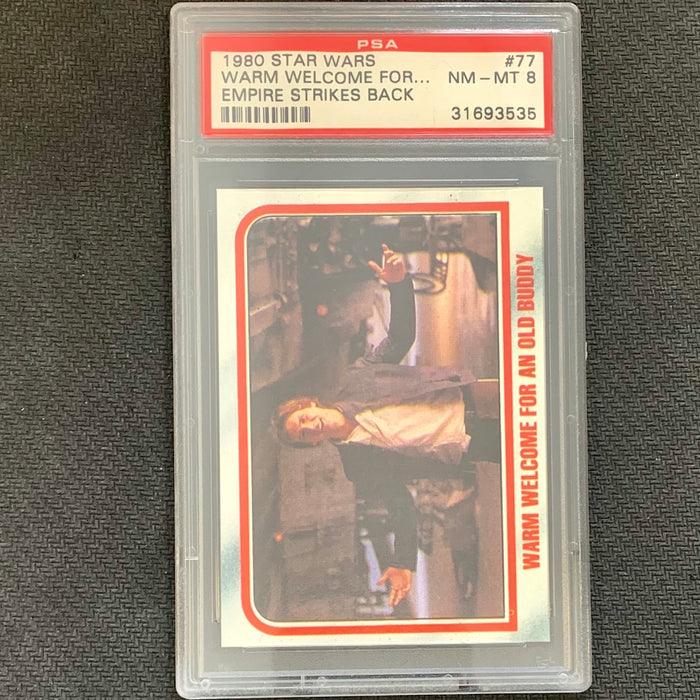 PSA
1980 STAR WARS #77
WARM WELCOME FOR... NM - MT 8
EMPIRE STRIKES BACK
31693535
WARM WELCOME FOR AN OLD BUDDY